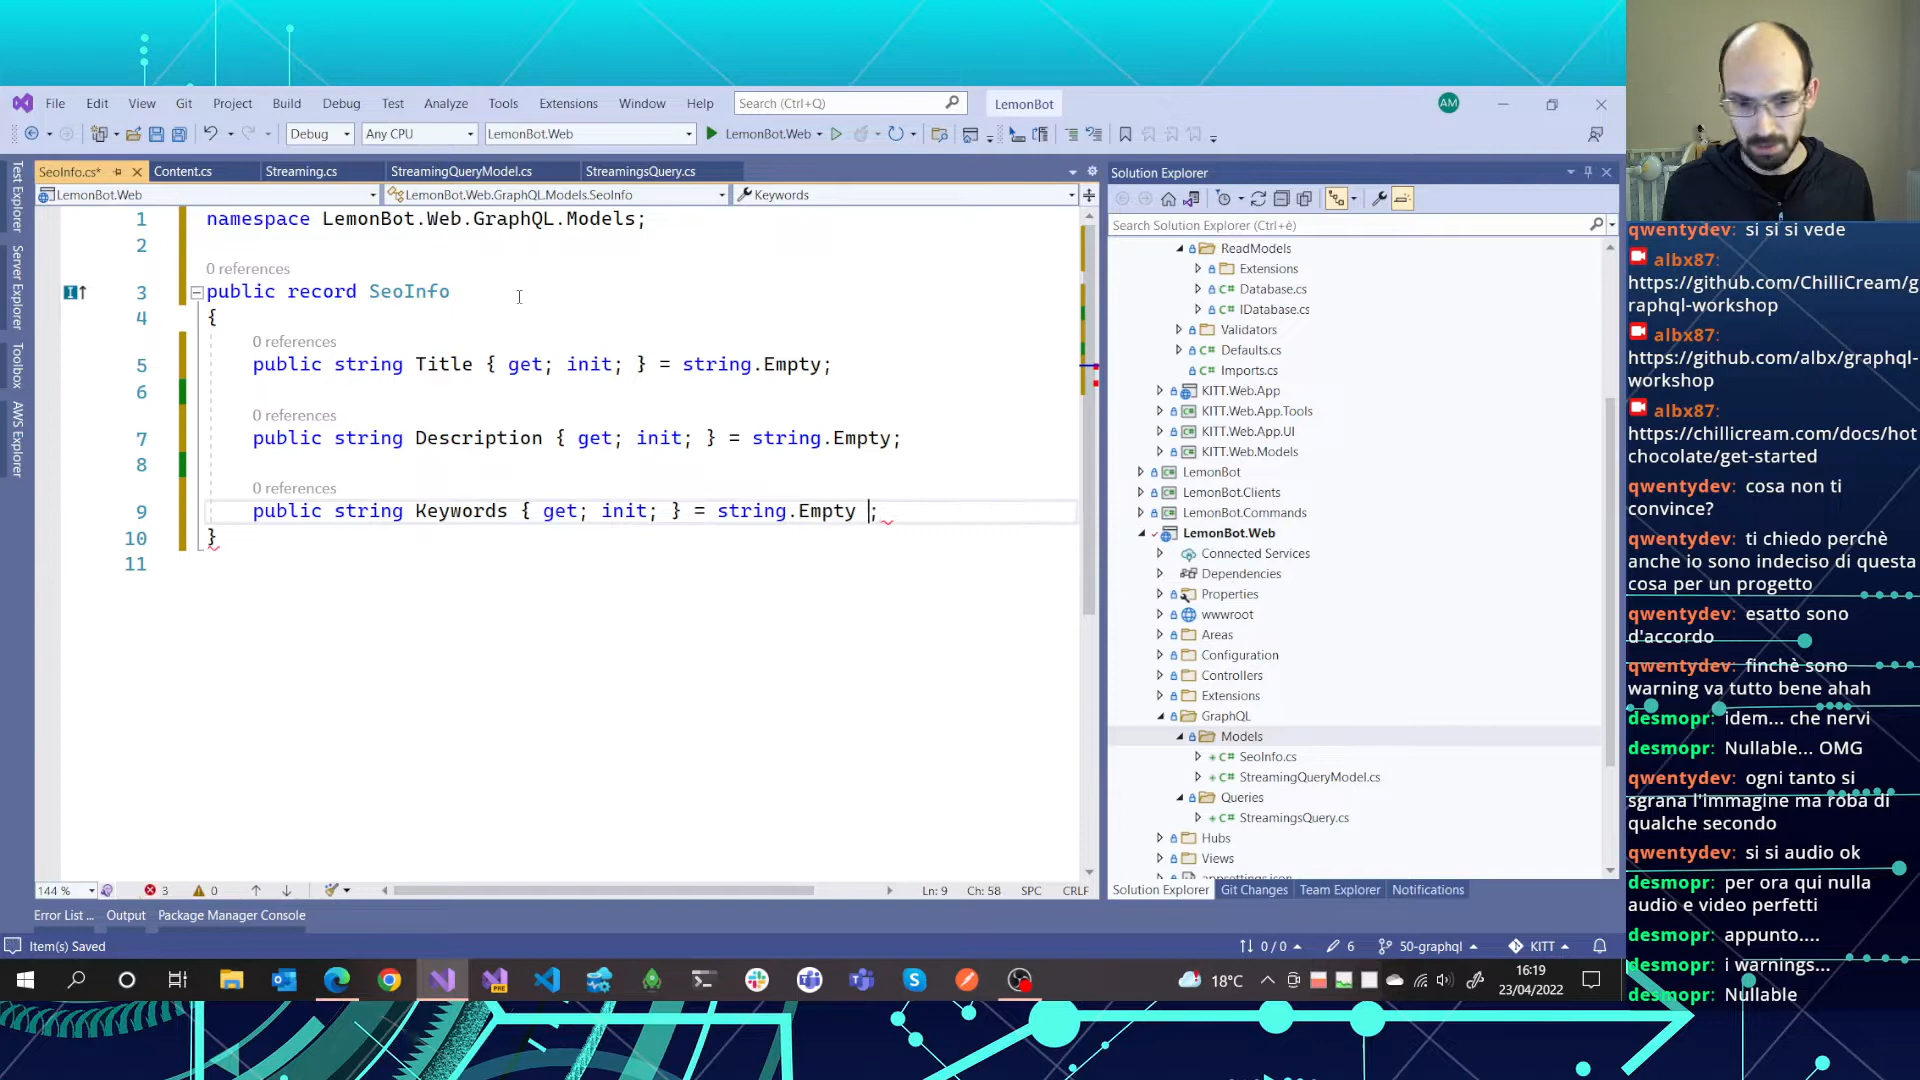 File Edit View Git Project Build Debug Test Analyze Tools Extensions Window Help Search (Ctrl+Q) LemonBot AM
Debug Any CPU LemonBot.Web LemonBot.Web
Test Explorer
Server Explorer
Toolbox
AWS Explorer
SeoInfo.cs* Content.cs Streaming.cs StreamingQueryModel.cs StreamingsQuery.cs
LemonBot.Web LemonBot.Web.GraphQL.Models.SeoInfo Keywords
1 namespace LemonBot.Web.GraphQL.Models;
2
0 references
3 public record SeoInfo
4 {
0 references
5 public string Title { get; init; } = string.Empty;
6
0 references
7 public string Description { get; init; } = string.Empty;
8
0 references
9 public string Keywords { get; init; } = string.Empty ;
10 }
11
144 % 3 0 Ln: 9 Ch: 58 SPC CRLF
Error List ... Output Package Manager Console
Item(s) Saved 0 / 0 6 50-graphql KITT
Solution Explorer
Search Solution Explorer (Ctrl+è)
ReadModels
Extensions
Database.cs
IDatabase.cs
Validators
Defaults.cs
Imports.cs
KITT.Web.App
KITT.Web.App.Tools
KITT.Web.App.UI
KITT.Web.Models
LemonBot
LemonBot.Clients
LemonBot.Commands
LemonBot.Web
Connected Services
Dependencies
Properties
wwwroot
Areas
Configuration
Controllers
Extensions
GraphQL
Models
SeoInfo.cs
StreamingQueryModel.cs
Queries
StreamingsQuery.cs
Hubs
Views
appsettings.json
Solution Explorer Git Changes Team Explorer Notifications
PRE
18°C
16:19
23/04/2022
qwentydev: si si si vede
albx87:
https://github.com/ChilliCream/g
raphql-workshop
albx87:
https://github.com/albx/graphql-
workshop
albx87:
https://chillicream.com/docs/hot
chocolate/get-started
qwentydev: cosa non ti
convince?
qwentydev: ti chiedo perchè
anche io sono indeciso di questa
cosa per un progetto
qwentydev: esatto sono
d'accordo
qwentydev: finchè sono
warning va tutto bene ahah
desmopr: idem... che nervi
desmopr: Nullable... OMG
qwentydev: ogni tanto si
sgrana l'immagine ma roba di
qualche secondo
qwentydev: si si audio ok
desmopr: per ora qui nulla
audio e video perfetti
desmopr: appunto....
desmopr: i warnings...
desmopr: Nullable